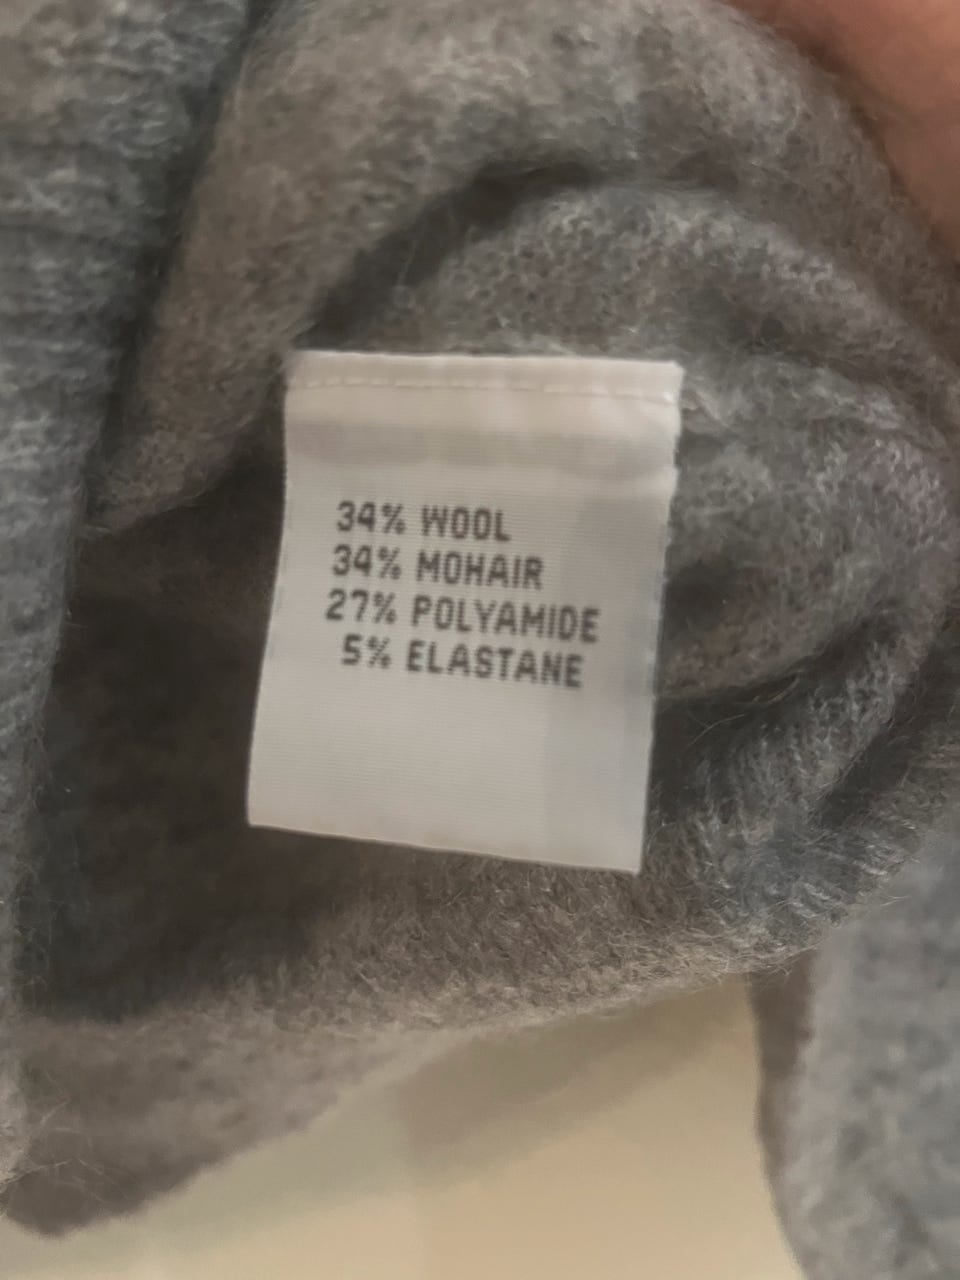 34% WOOL
34% MOHAIR
27% POLYAMIDE
5% ELASTANE